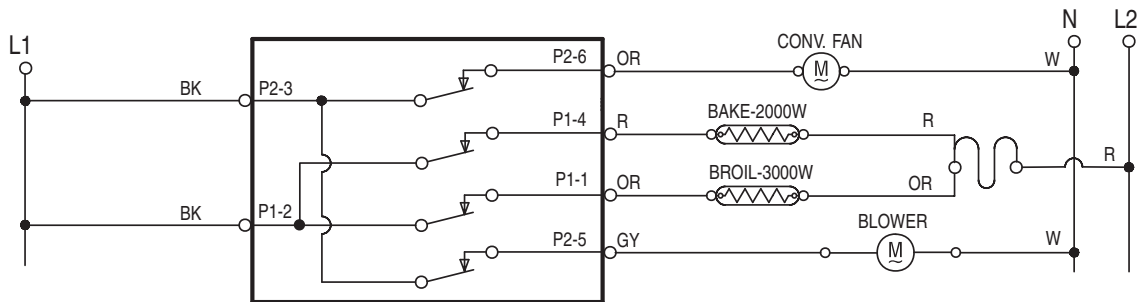 L1
N
L2
CONV. FAN
P2-6
OR
M
~
W
BK
P2-3
BAKE-2000W
P1-4
R
R
BROIL-3000W
R
P1-1
OR
OR
BK
P1-2
BLOWER
P2-5
GY
M
~
W